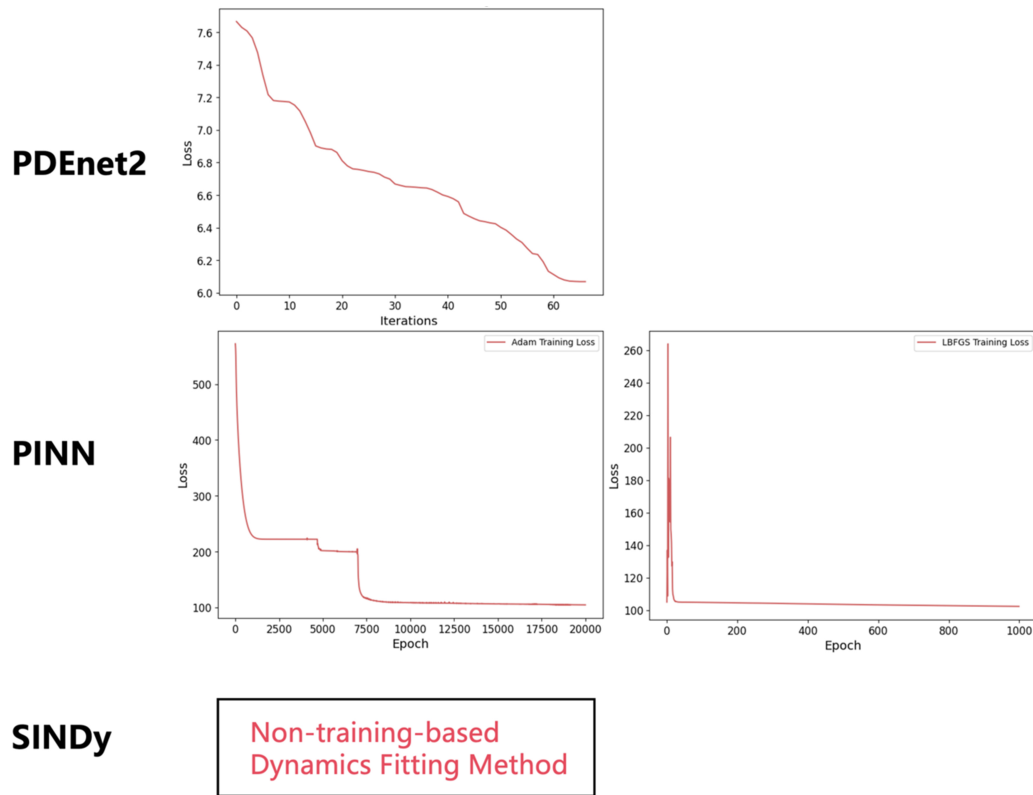 PDEnet2
Loss
7.6
7.4
7.2
7.0
6.8
6.6
6.4
6.2
6.0
0 10 20 30 40 50 60
Iterations
PINN
Loss
500
400
300
200
100
Adam Training Loss
0 2500 5000 7500 10000 12500 15000 17500 20000
Epoch
Loss
260
240
220
200
180
160
140
120
100
LBFGS Training Loss
0 200 400 600 800 1000
Epoch
SINDy
Non-training-based
Dynamics Fitting Method